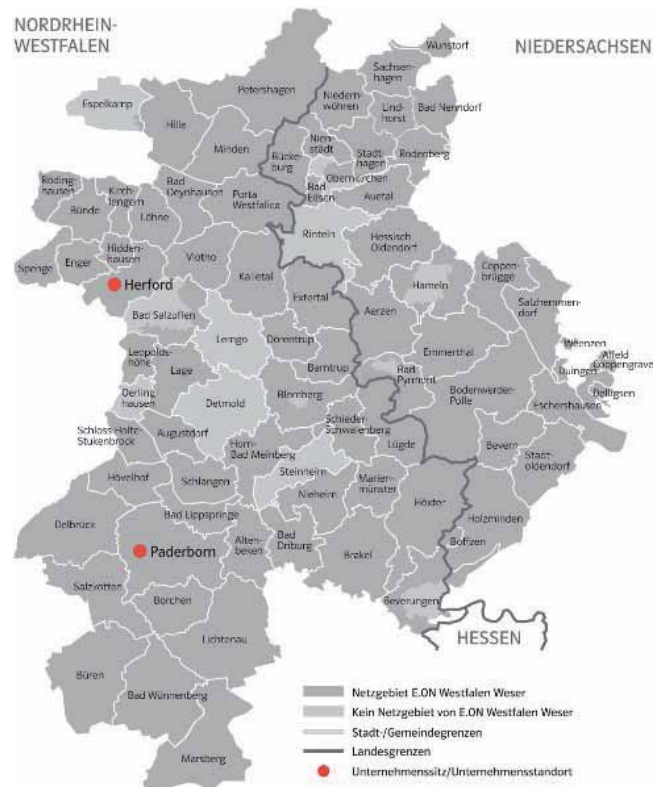 NORDRHEIN-
WESTFALEN
NIEDERSACHSEN
Wunstorf
Sachsen-
hagen
Petershagen
Niedern-
wöhren
Espelkamp
Lind-
horst
Bad Nenndorf
Hille
Nien-
städt
Minden
Stadt-
hagen
Rodenberg
Bückeburg
Obernkirchen
Röding-
hausen
Kirch-
lengern
Bad
Oeynhausen
Porta
Westfalica
Bad
Eilsen
Auetal
Bünde
Löhne
Rinteln
Hessisch
Oldendorf
Hidden-
hausen
Vlotho
Spenge
Enger
Kalletal
Coppen-
brügge
Herford
Hameln
Extertal
Salzhemmen-
dorf
Bad Salzuflen
Aerzen
Lemgo
Dörentrup
Weenzen
Emmerthal
Alfeld
Coppengrave
Leopolds-
höhe
Lage
Barntrup
Bad
Pyrmont
Duingen
Oerling
hausen
Blomberg
Bodenwerder-
Polle
Delligsen
Detmold
Eschershausen
Schloss Holte-
Stukenbrock
Augustdorf
Schieder-
Schwalenberg
Horn-
Bad Meinberg
Lügde
Bevern
Stadt-
oldendorf
Steinheim
Hövelhof
Schlangen
Nieheim
Marien-
münster
Höxter
Delbrück
Bad Lippspringe
Holzminden
Alten-
beken
Bad
Driburg
Boffzen
Paderborn
Brakel
Salzkotten
Borchen
Beverungen
Lichtenau
HESSEN
Büren
Bad Wünnenberg
Marsberg
Netzgebiet E.ON Westfalen Weser
Kein Netzgebiet von E.ON Westfalen Weser
Stadt-/Gemeindegrenzen
Landesgrenzen
Unternehmenssitz/Unternehmensstandort